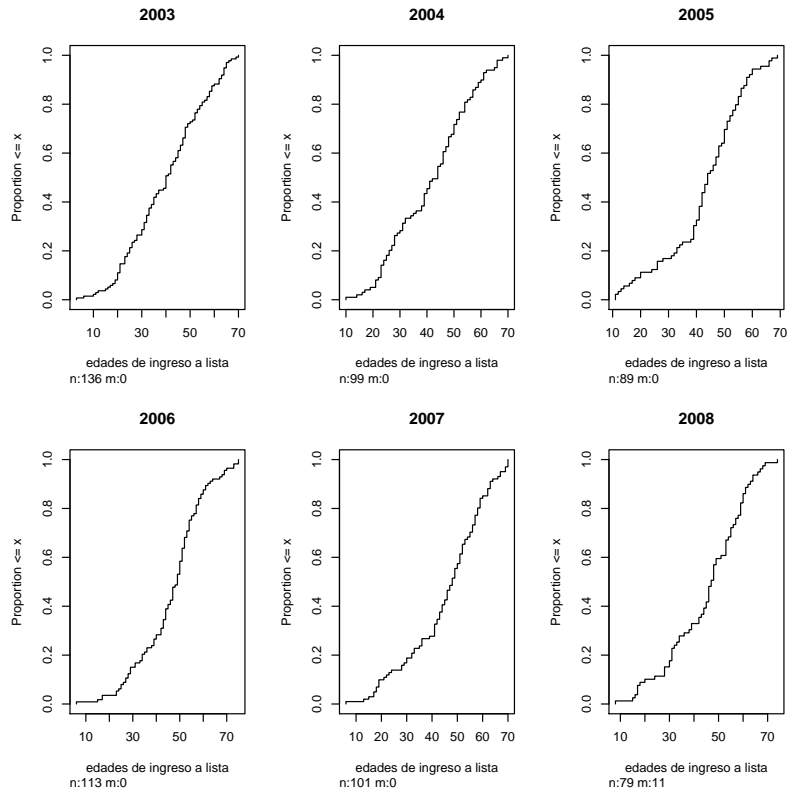 2003
Proportion <= x
0.0 0.2 0.4 0.6 0.8 1.0
10 30 50 70
edades de ingreso a lista
n:136 m:0
2004
Proportion <= x
0.0 0.2 0.4 0.6 0.8 1.0
10 20 30 40 50 60 70
edades de ingreso a lista
n:99 m:0
2005
Proportion <= x
0.0 0.2 0.4 0.6 0.8 1.0
10 20 30 40 50 60 70
edades de ingreso a lista
n:89 m:0
2006
Proportion <= x
0.0 0.2 0.4 0.6 0.8 1.0
10 30 50 70
edades de ingreso a lista
n:113 m:0
2007
Proportion <= x
0.0 0.2 0.4 0.6 0.8 1.0
10 20 30 40 50 60 70
edades de ingreso a lista
n:101 m:0
2008
Proportion <= x
0.0 0.2 0.4 0.6 0.8 1.0
10 20 30 40 50 60 70
edades de ingreso a lista
n:79 m:11